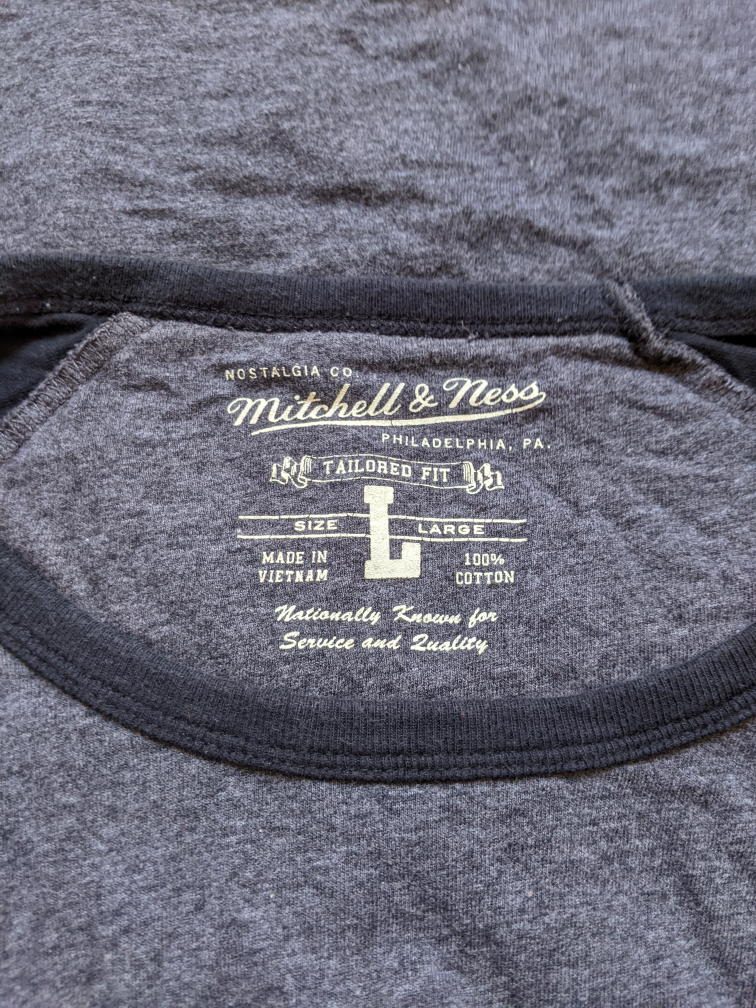 NOSTALGIA CO
Mitchell & Ness
PHILADELPHIA, PA.
TAILORED FIT
SIZE L LARGE
MADE IN VIETNAM
100% COTTON
Nationally Known for
Service and Quality